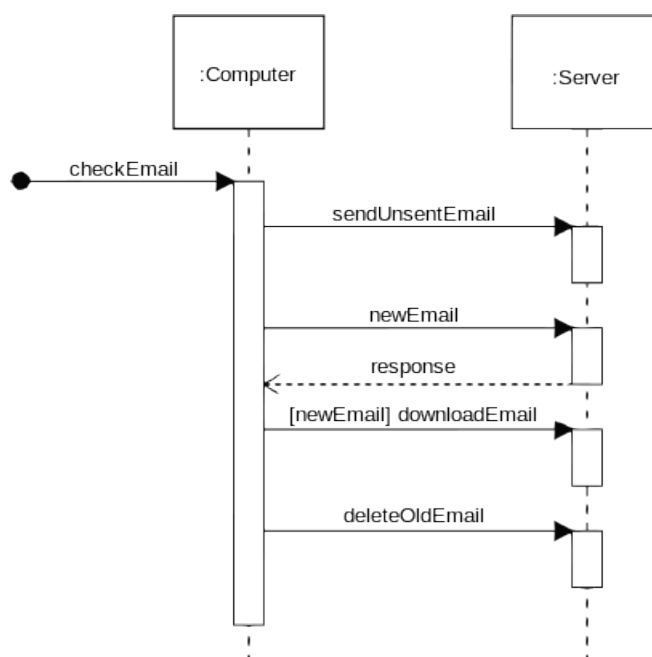 :Computer
:Server
checkEmail
sendUnsentEmail
newEmail
response
[newEmail] downloadEmail
deleteOldEmail